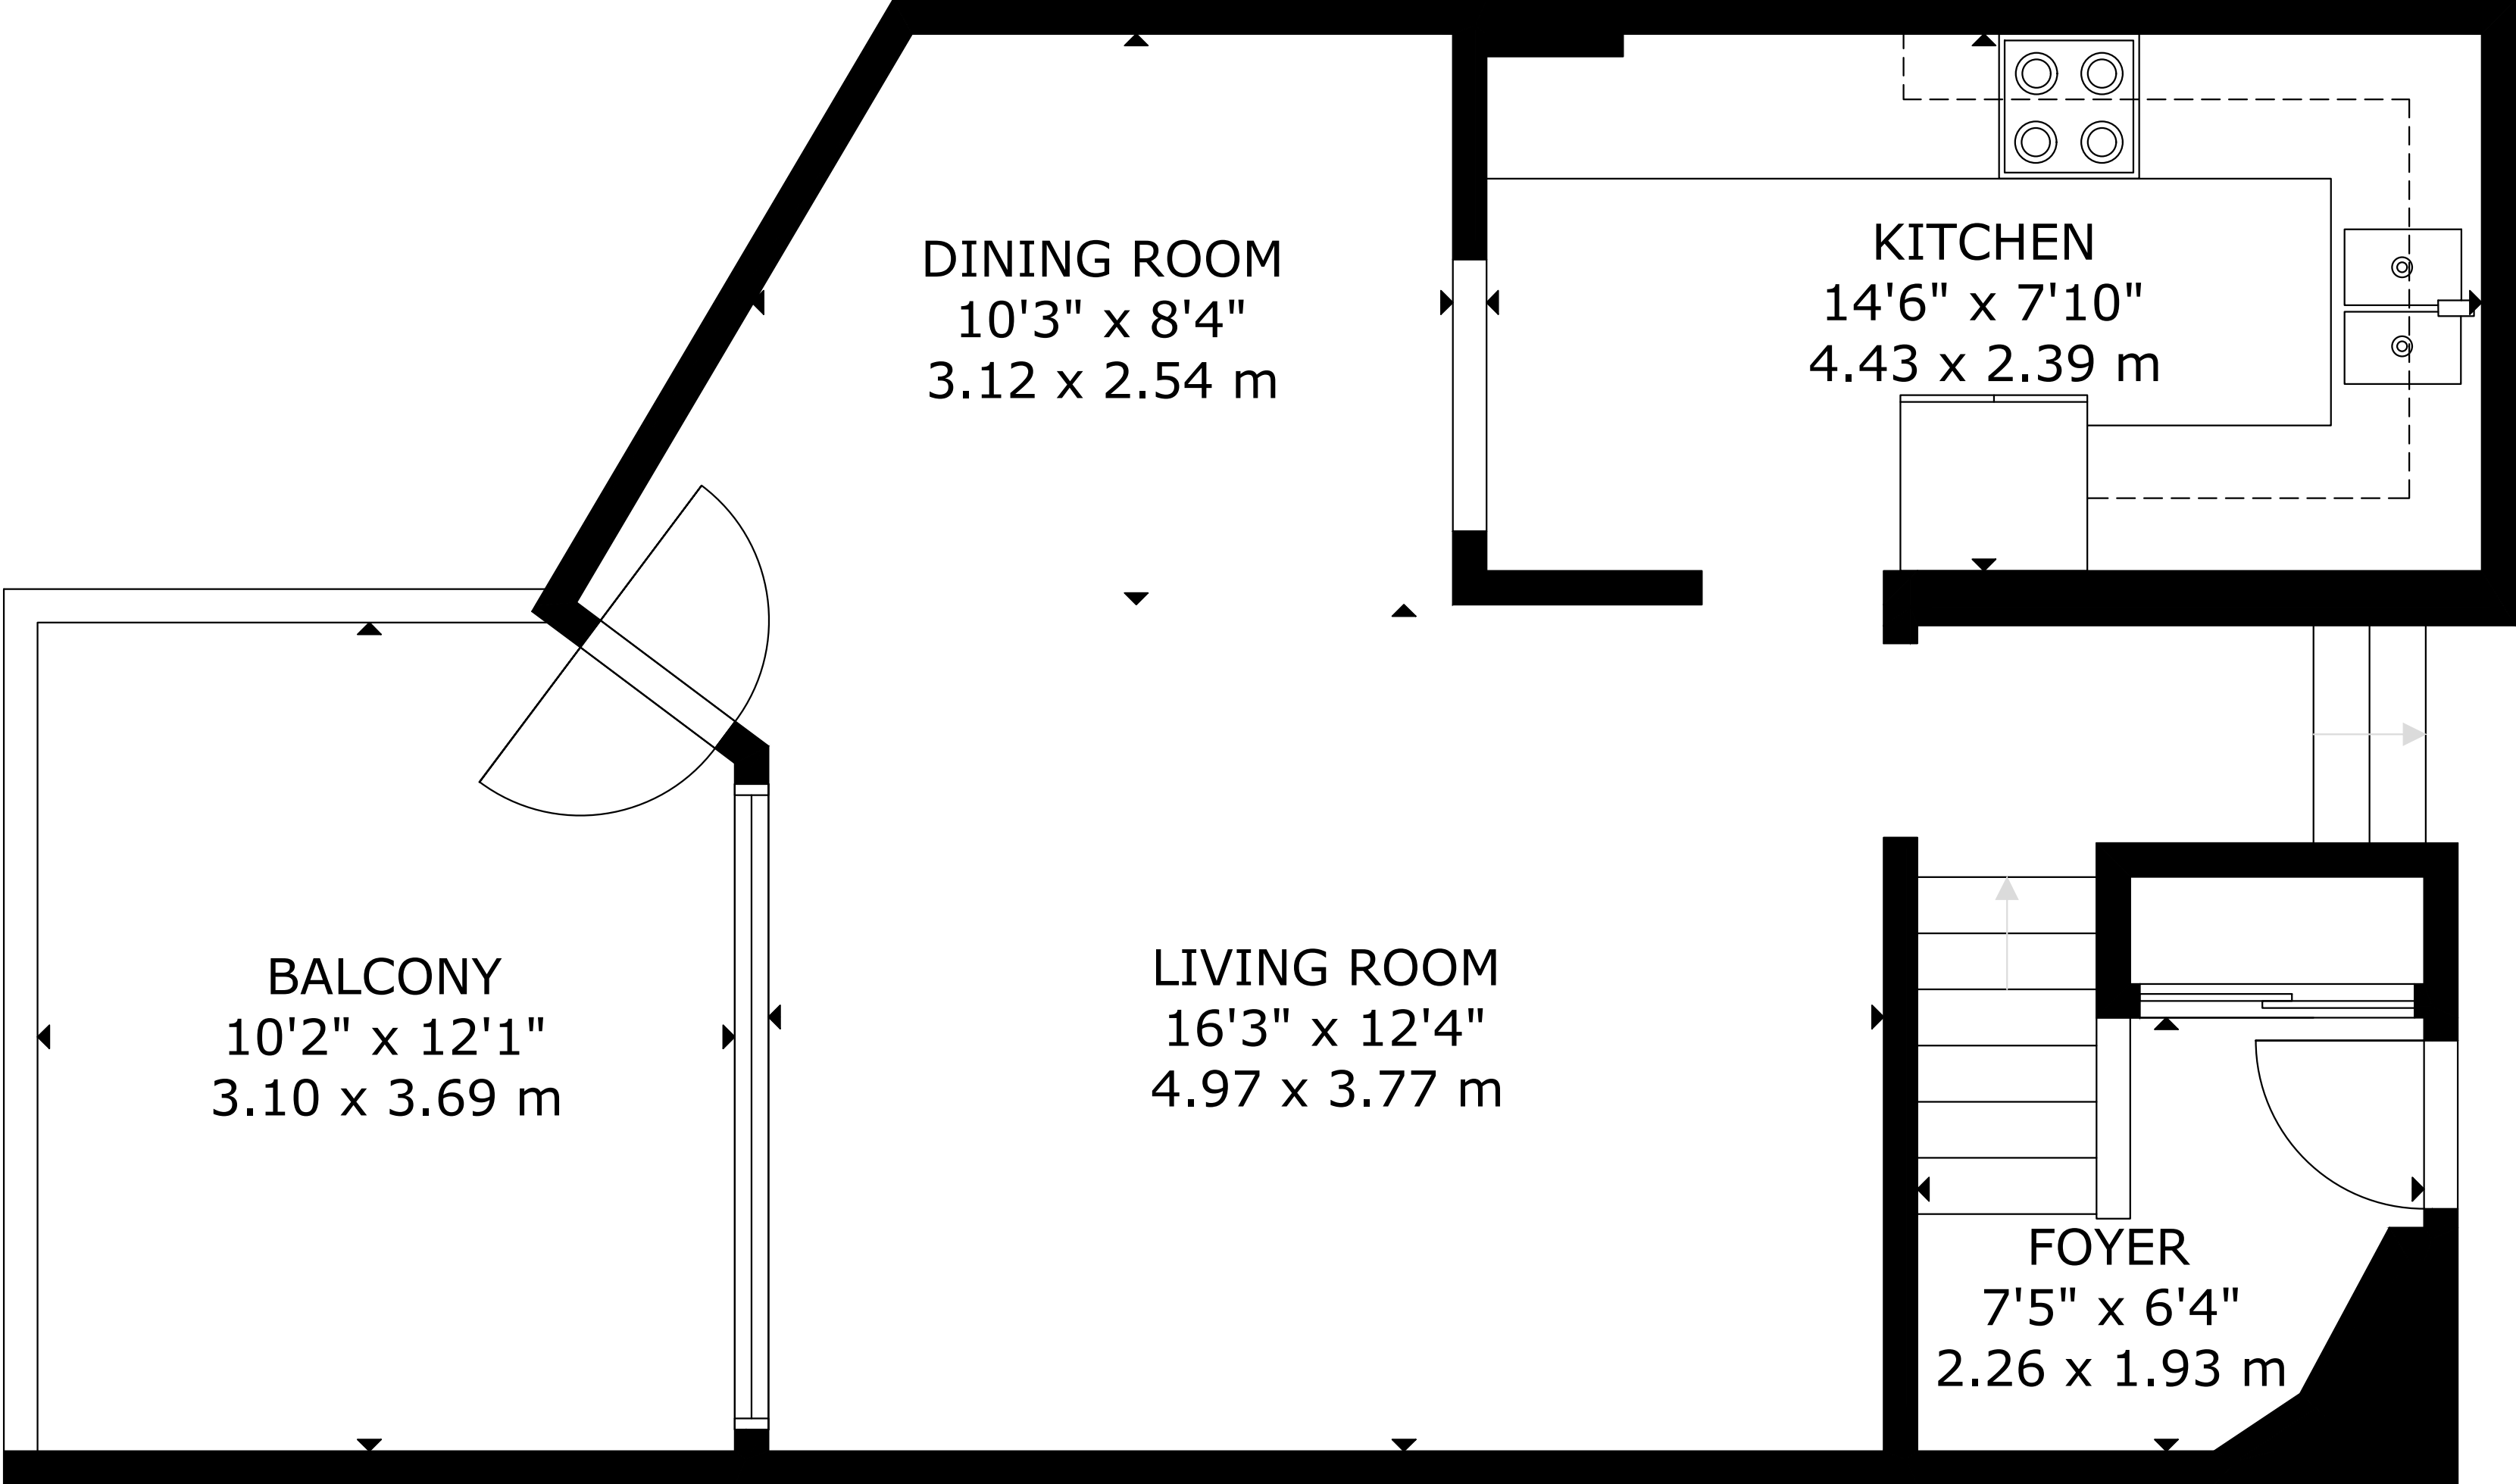 DINING ROOM
10'3" x 8'4"
3.12 x 2.54 m
KITCHEN
14'6" x 7'10"
4.43 x 2.39 m
BALCONY
10'2" x 12'1"
3.10 x 3.69 m
LIVING ROOM
16'3" x 12'4"
4.97 x 3.77 m
FOYER
7'5" x 6'4"
2.26 x 1.93 m